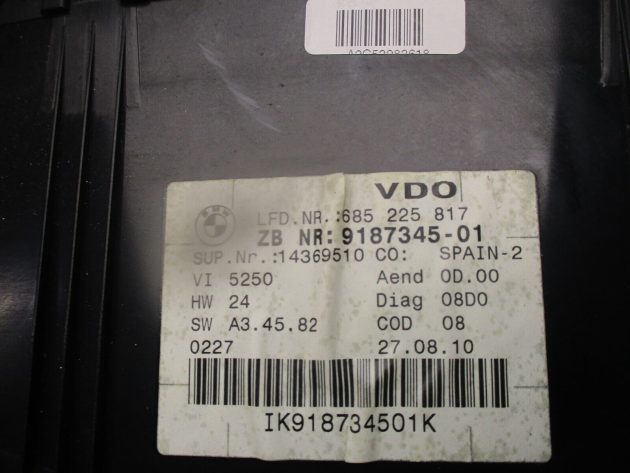 A2C53983618
VDO
LFD.NR.:685 225 817
ZB NR: 9187345-01
SUP.Nr.:14369510 CO: SPAIN-2
VI 5250 Aend 0D.00
HW 24 Diag 08D0
SW A3.45.82 COD 08
0227 27.08.10
IK918734501K